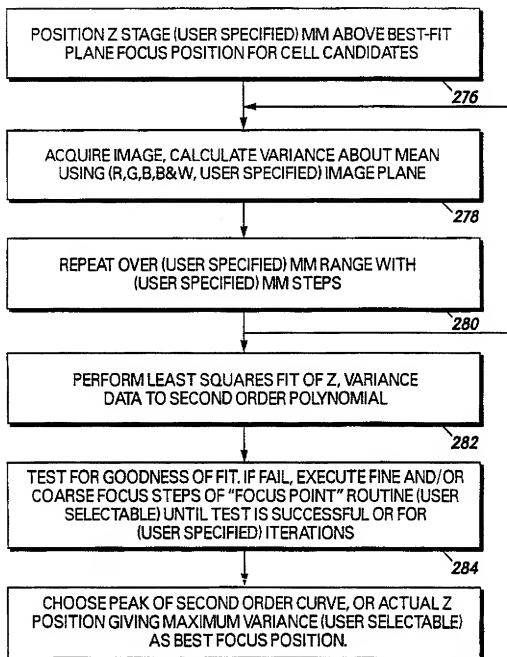 POSITION Z STAGE (USER SPECIFIED) MM ABOVE BEST-FIT
PLANE FOCUS POSITION FOR CELL CANDIDATES
276
ACQUIRE IMAGE, CALCULATE VARIANCE ABOUT MEAN
USING (R,G,B,B&W, USER SPECIFIED) IMAGE PLANE
278
REPEAT OVER (USER SPECIFIED) MM RANGE WITH
(USER SPECIFIED) MM STEPS
280
PERFORM LEAST SQUARES FIT OF Z, VARIANCE
DATA TO SECOND ORDER POLYNOMIAL
282
TEST FOR GOODNESS OF FIT. IF FAIL, EXECUTE FINE AND/OR
COARSE FOCUS STEPS OF "FOCUS POINT" ROUTINE (USER
SELECTABLE) UNTIL TEST IS SUCCESSFUL OR FOR
(USER SPECIFIED) ITERATIONS
284
CHOOSE PEAK OF SECOND ORDER CURVE, OR ACTUAL Z
POSITION GIVING MAXIMUM VARIANCE (USER SELECTABLE)
AS BEST FOCUS POSITION.